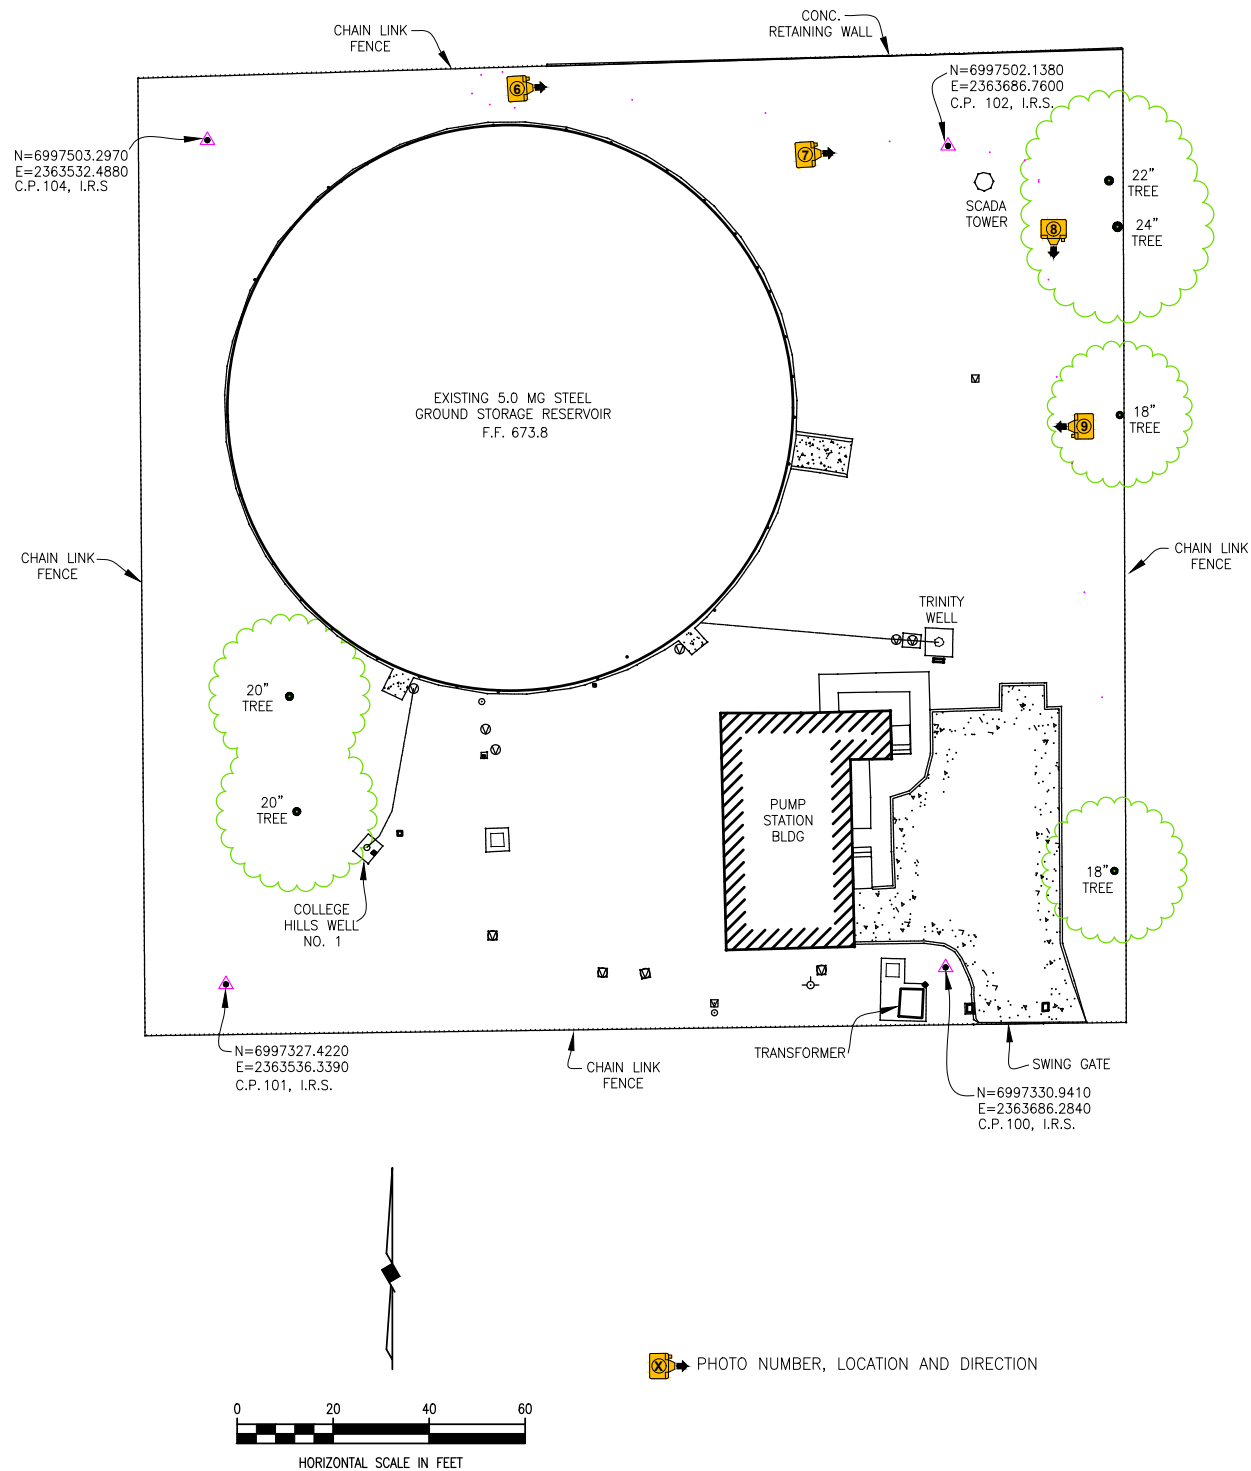 CONC.
RETAINING WALL
CHAIN LINK
FENCE
N=6997502.1380
E=2363686.7600
C.P. 102, I.R.S.
6
7
N=6997503.2970
E=2363532.4880
C.P. 104, I.R.S
22"
TREE
SCADA
TOWER
8
24"
TREE
EXISTING 5.0 MG STEEL
GROUND STORAGE RESERVOIR
F.F. 673.8
9
18"
TREE
CHAIN LINK
FENCE
CHAIN LINK
FENCE
TRINITY
WELL
20"
TREE
20"
TREE
PUMP
STATION
BLDG
18"
TREE
COLLEGE
HILLS WELL
NO. 1
N=6997327.4220
E=2363536.3390
C.P. 101, I.R.S.
CHAIN LINK
FENCE
TRANSFORMER
SWING GATE
N=6997330.9410
E=2363686.2840
C.P. 100, I.R.S.
X PHOTO NUMBER, LOCATION AND DIRECTION
0 20 40 60
HORIZONTAL SCALE IN FEET